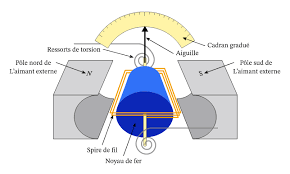 Cadran gradué
Ressorts de torsion
Aiguille
Pôle nord de
L'aimant externe
Pôle sud de
L'aimant externe
N
S
Spire de fil
Noyau de fer